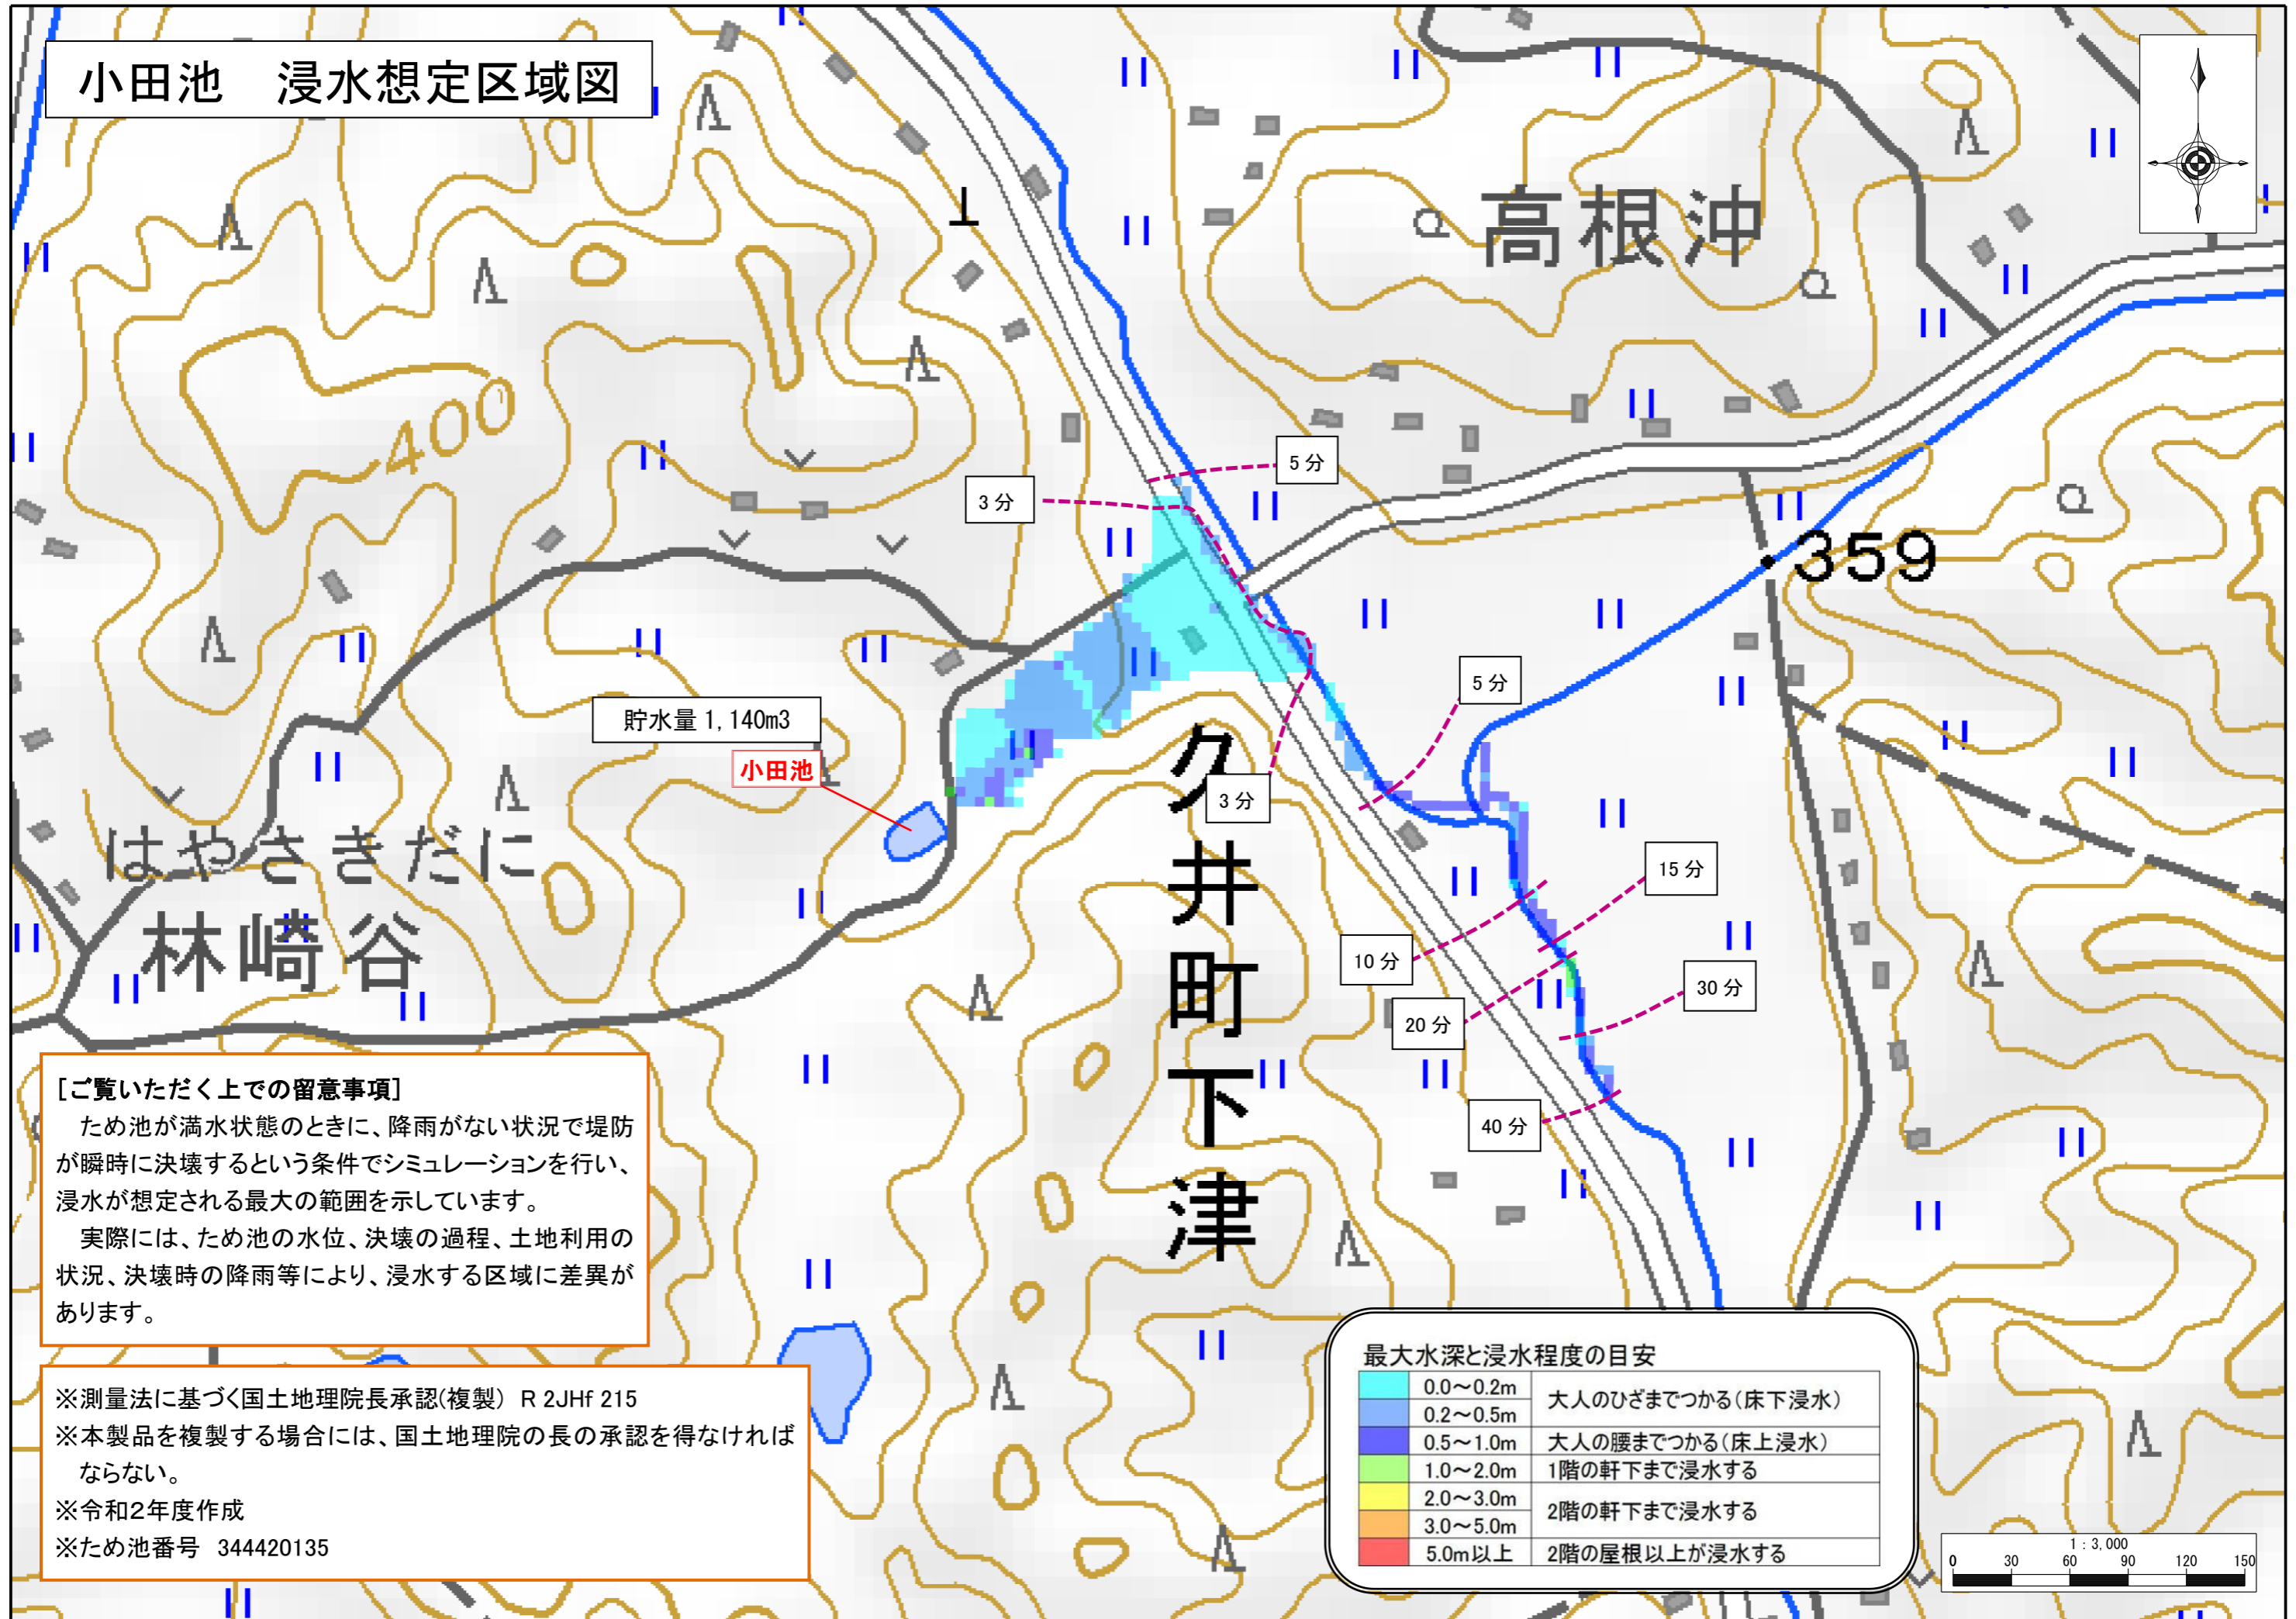 小田池　浸水想定区域図
高根沖
400
5分
3分
359
5分
貯水量 1,140m3
小田池
3分
久井町下津
はやさきだに
林崎谷
15分
10分
30分
20分
40分
[ご覧いただく上での留意事項]
　ため池が満水状態のときに、降雨がない状況で堤防
が瞬時に決壊するという条件でシミュレーションを行い、
浸水が想定される最大の範囲を示しています。
　実際には、ため池の水位、決壊の過程、土地利用の
状況、決壊時の降雨等により、浸水する区域に差異が
あります。
※測量法に基づく国土地理院長承認(複製) R 2JHf 215
※本製品を複製する場合には、国土地理院の長の承認を得なければ
ならない。
※令和2年度作成
※ため池番号 344420135
最大水深と浸水程度の目安
0.0～0.2m 大人のひざまでつかる(床下浸水)
0.2～0.5m
0.5～1.0m 大人の腰までつかる(床上浸水)
1.0～2.0m 1階の軒下まで浸水する
2.0～3.0m 2階の軒下まで浸水する
3.0～5.0m
5.0m以上 2階の屋根以上が浸水する
1：3,000
0 30 60 90 120 150